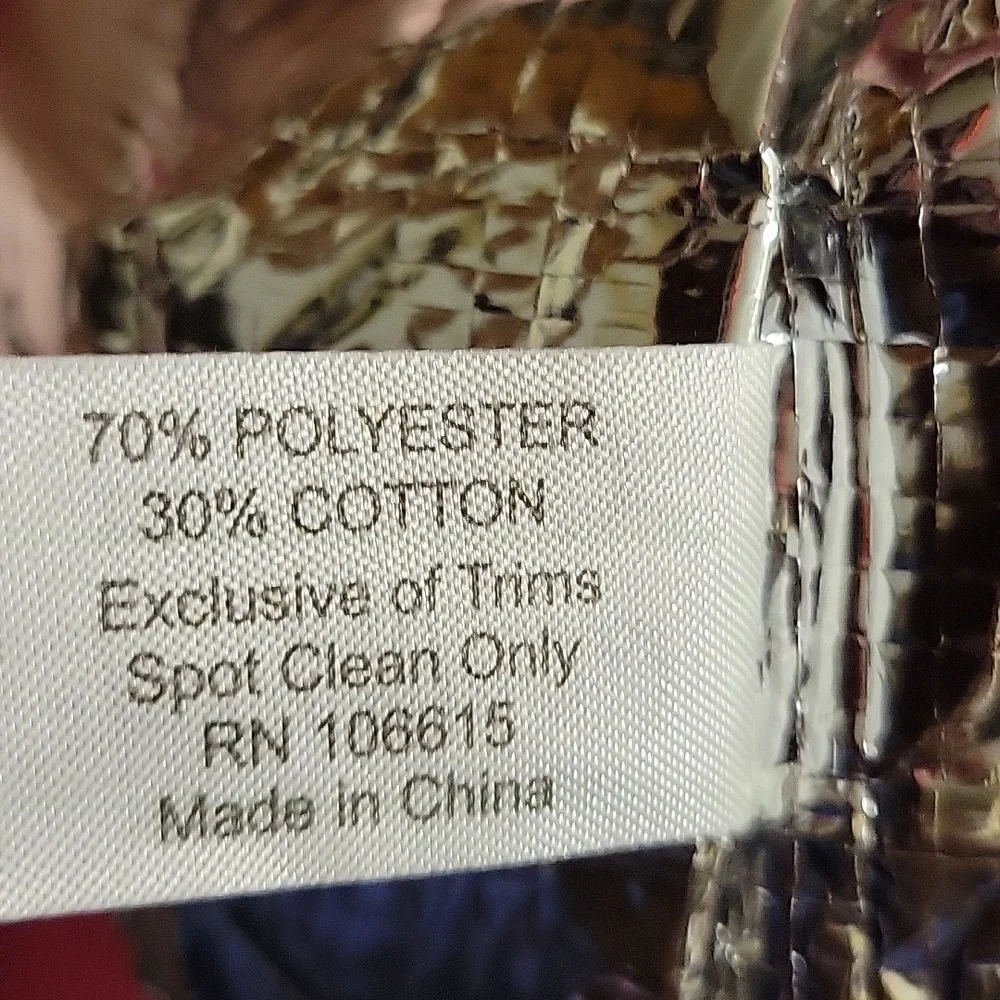 70% POLYESTER
30% COTTON
Exclusive of Trims
Spot Clean Only
RN 106615
Made in China